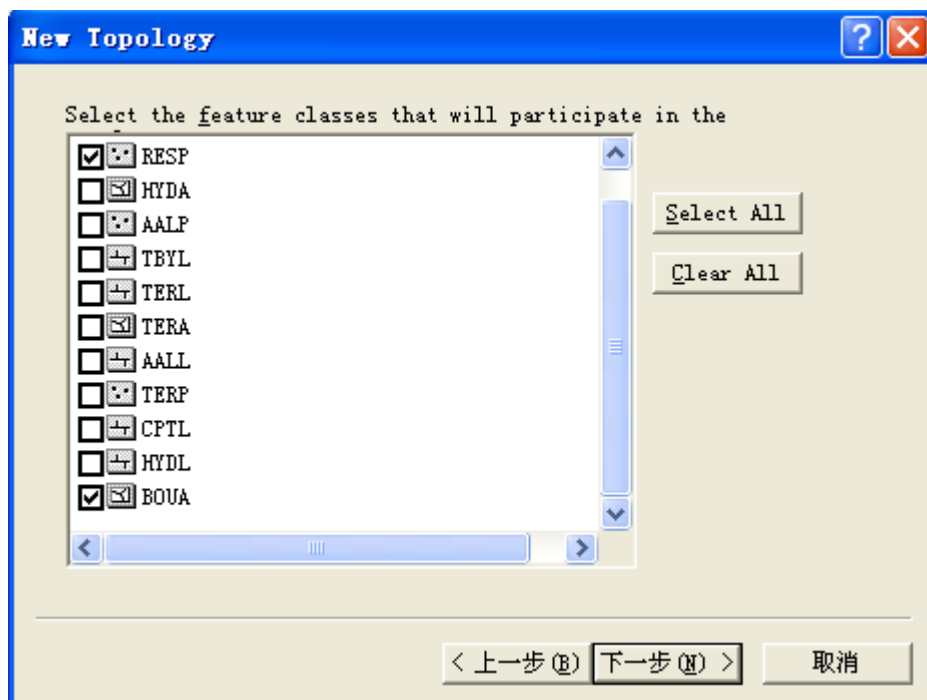 New Topology
Select the feature classes that will participate in the
RESP
HYDA
AALP
TBYL
TERL
TERA
AALL
TERP
CPTL
HYDL
BOUA
Select All
Clear All
< 上一步(B)
下一步(N) >
取消